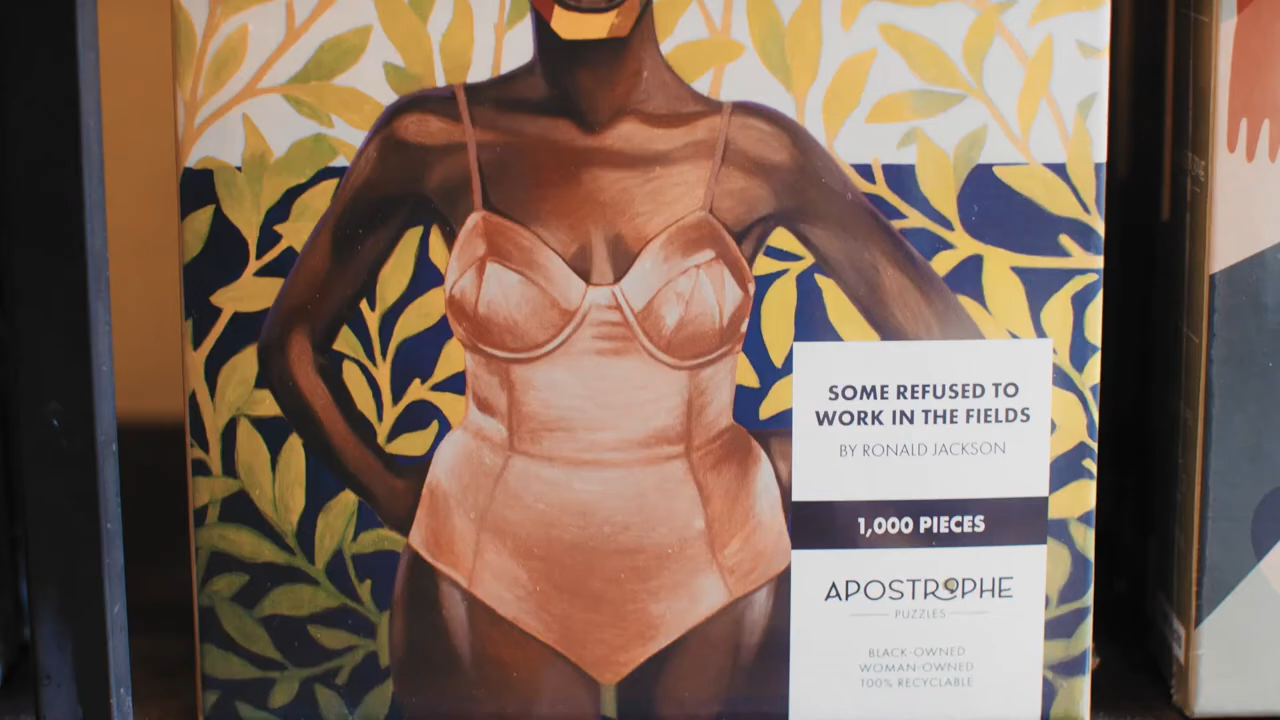 SOME REFUSED TO
WORK IN THE FIELDS
BY RONALD JACKSON
1,000 PIECES
APOSTROPHE
PUZZLES
BLACK-OWNED
WOMAN-OWNED
100% RECYCLABLE